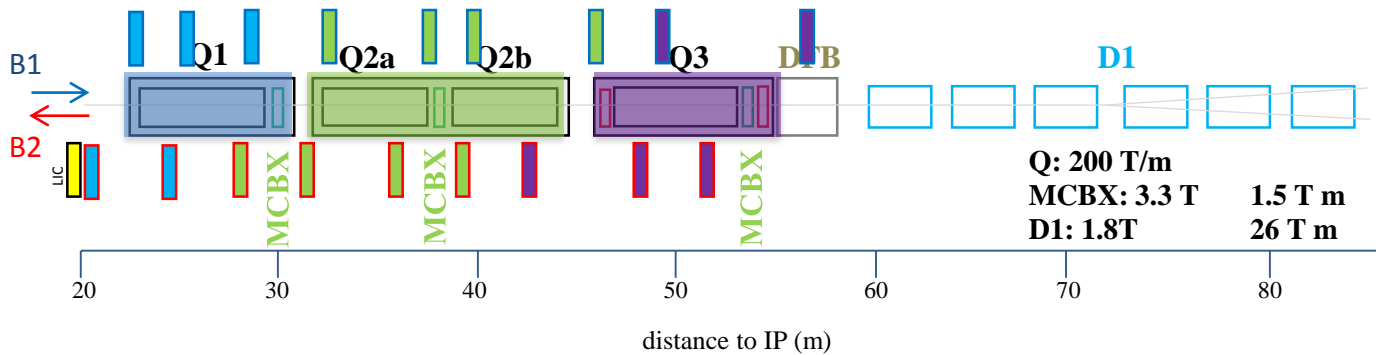 Q1 Q2a Q2b Q3 DFB D1
B1
B2
LIC
MCBX MCBX MCBX
Q: 200 T/m
MCBX: 3.3 T 1.5 T m
D1: 1.8T 26 T m
20 30 40 50 60 70 80
distance to IP (m)